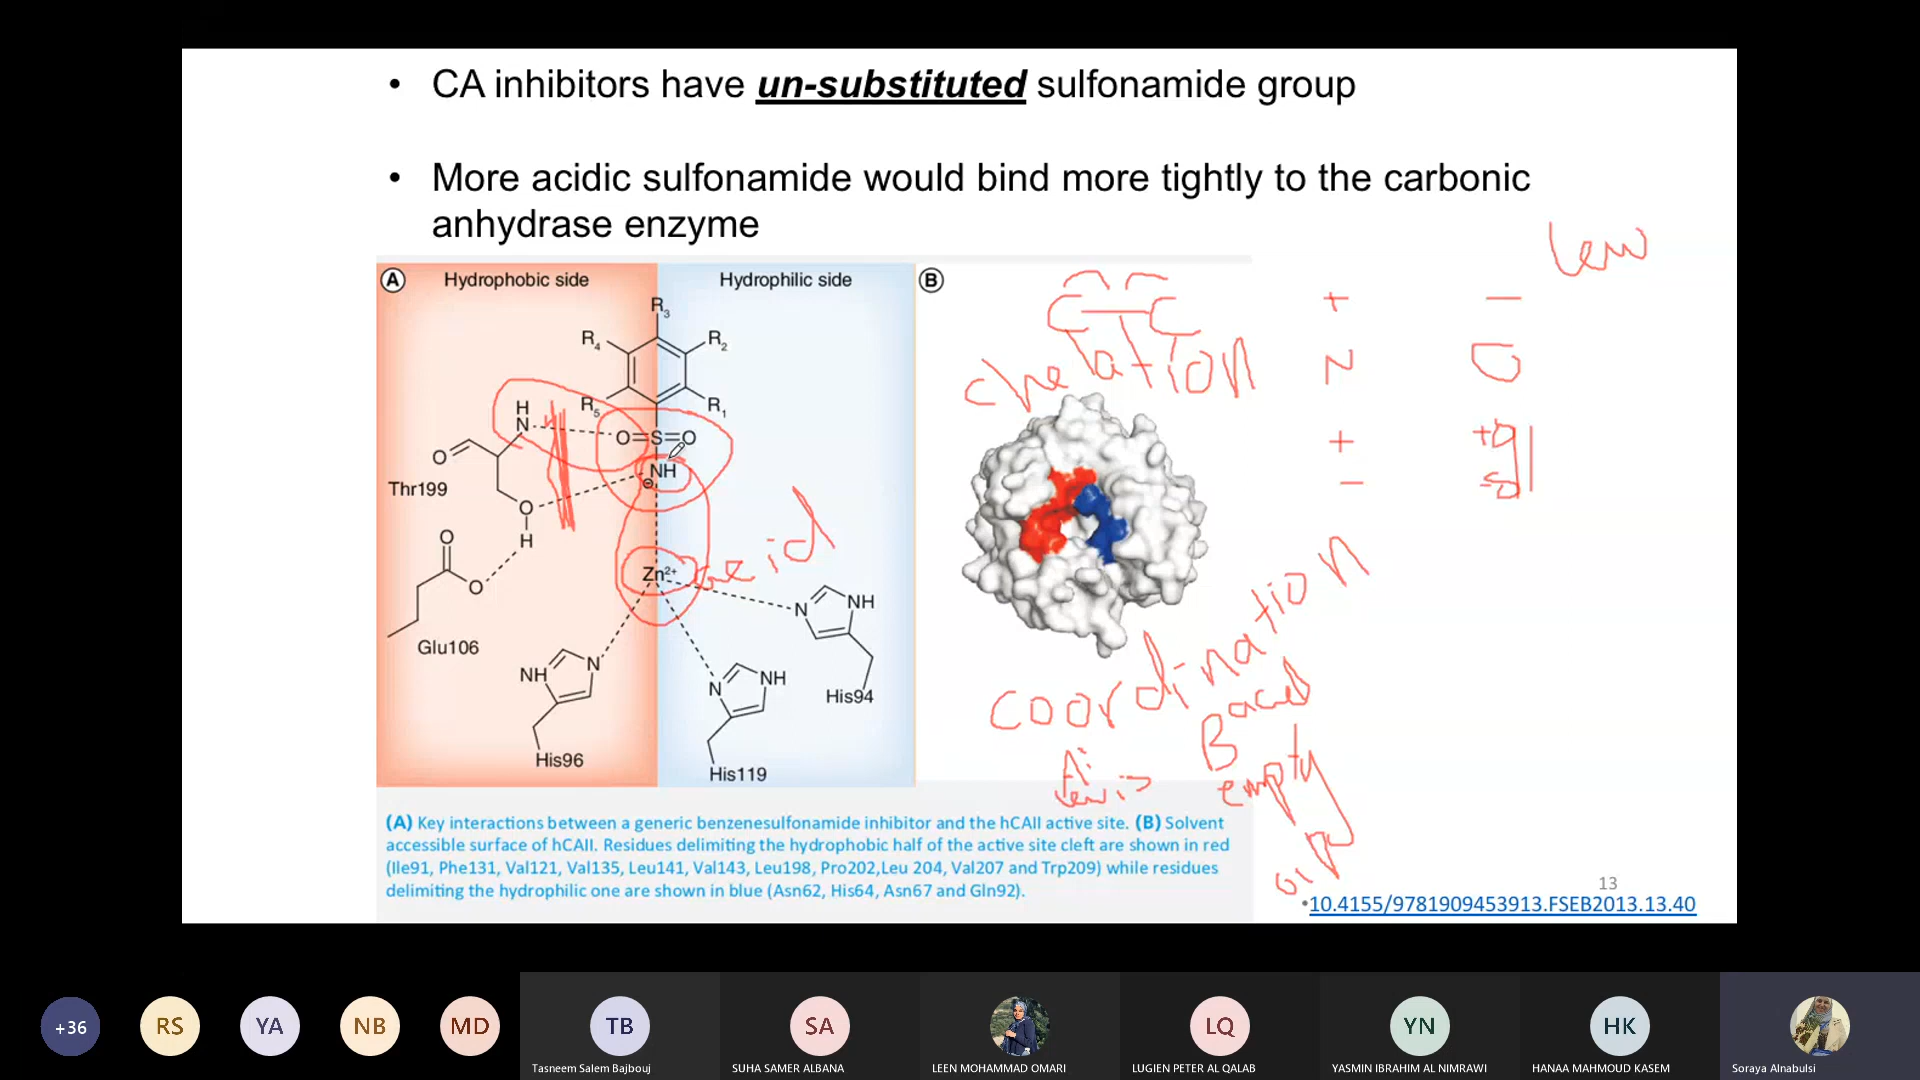 • CA inhibitors have un-substituted sulfonamide group
• More acidic sulfonamide would bind more tightly to the carbonic
anhydrase enzyme
A Hydrophobic side Hydrophilic side B
R3
R4 R2
R5 R1
H
N
O=S=O
O
NH
⊖
Thr199
O
H
O
O
Zn2+
acid
Glu106
N NH
NH N
N NH
His94
His96
His119
C—C
chelation
+ −
N O
+ +
− −
coordination
B
empty
(A) Key interactions between a generic benzenesulfonamide inhibitor and the hCAII active site. (B) Solvent
accessible surface of hCAII. Residues delimiting the hydrophobic half of the active site cleft are shown in red
(Ile91, Phe131, Val121, Val135, Leu141, Val143, Leu198, Pro202,Leu 204, Val207 and Trp209) while residues
delimiting the hydrophilic one are shown in blue (Asn62, His64, Asn67 and Gln92).
13
•10.4155/9781909453913.FSEB2013.13.40
+36 RS YA NB MD TB SA LQ YN HK
Tasneem Salem Bajbouj SUHA SAMER ALBANA LEEN MOHAMMAD OMARI LUGIEN PETER AL QALAB YASMIN IBRAHIM AL NIMRAWI HANAA MAHMOUD KASEM Soraya Alnabulsi